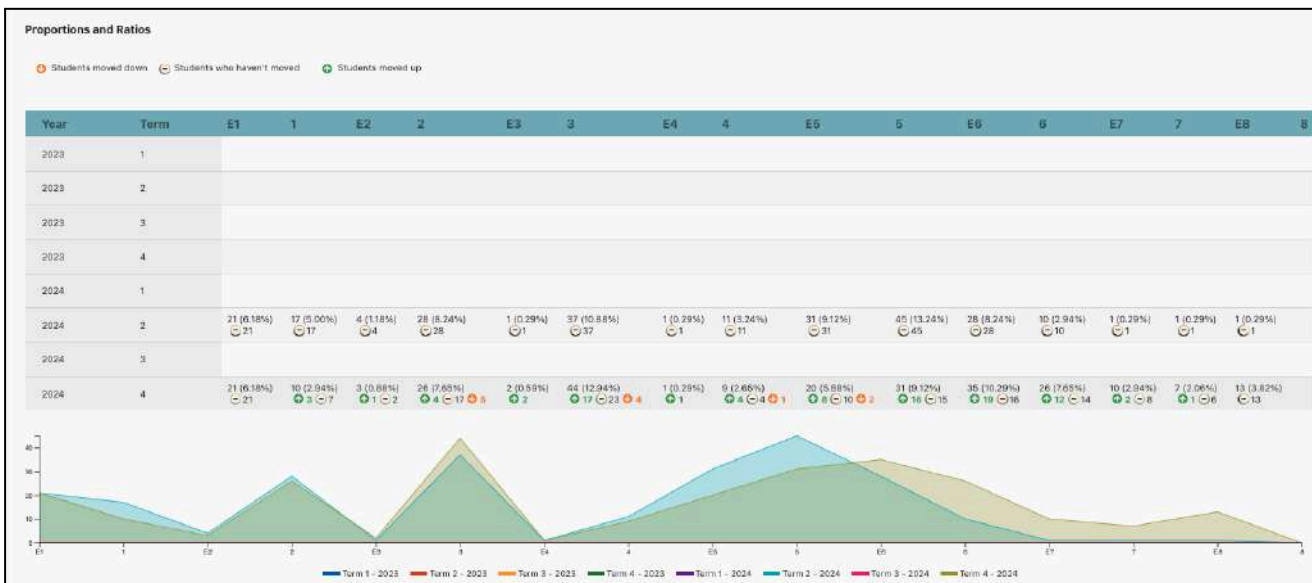 Proportions and Ratios
Students moved down Students who haven't moved Students moved up
Year Term E1 1 E2 2 E3 3 E4 4 E5 5 E6 6 E7 7 E8 8
2023 1
2023 2
2023 3
2023 4
2024 1
2024 2 21 (6.18%) 17 (5.00%) 4 (1.18%) 28 (8.24%) 1 (0.29%) 37 (10.88%) 1 (0.29%) 11 (3.24%) 31 (9.12%) 45 (13.24%) 28 (8.24%) 10 (2.94%) 1 (0.29%) 1 (0.29%) 1 (0.29%)
21 17 4 28 1 37 1 11 31 45 28 10 1 1 1
2024 3
2024 4 21 (6.18%) 10 (2.94%) 3 (0.88%) 26 (7.65%) 2 (0.59%) 44 (12.94%) 1 (0.29%) 9 (2.65%) 20 (5.88%) 31 (9.12%) 35 (10.29%) 26 (7.65%) 10 (2.94%) 7 (2.06%) 13 (3.82%)
21 3 7 1 2 4 17 5 2 17 23 4 1 4 4 1 8 10 2 16 15 19 16 12 14 2 8 1 6 13
40
30
20
10
0
E1 1 E2 2 E3 3 E4 4 E5 5 E6 6 E7 7 E8 8
Term 1 - 2023 Term 2 - 2023 Term 3 - 2023 Term 4 - 2023 Term 1 - 2024 Term 2 - 2024 Term 3 - 2024 Term 4 - 2024